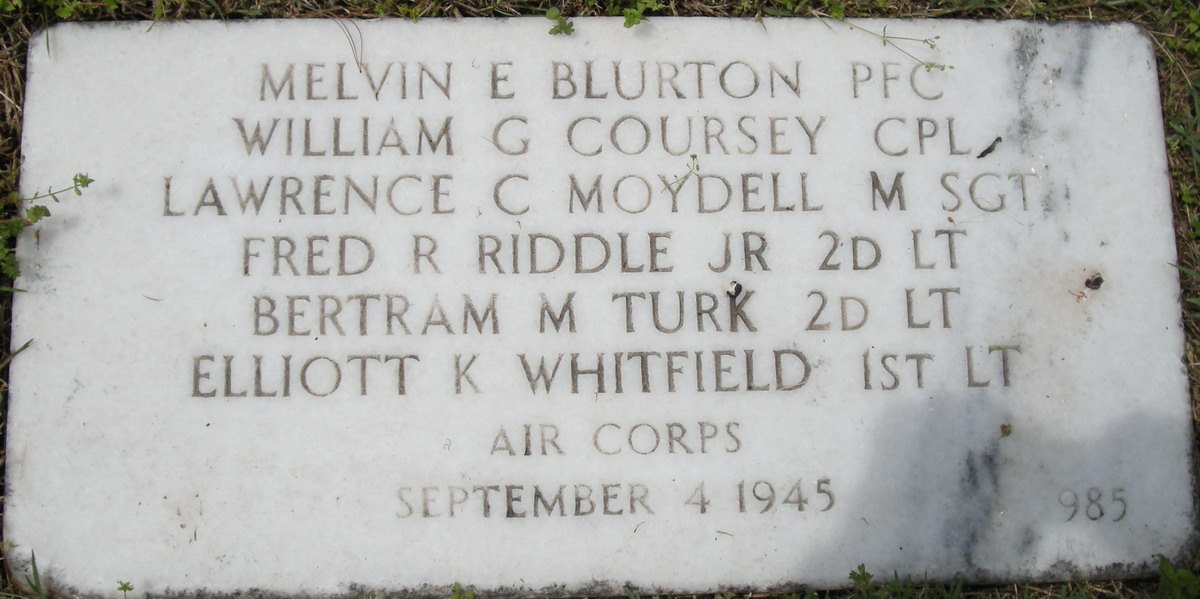 MELVIN E BLURTON PFC
WILLIAM G COURSEY CPL
LAWRENCE C MOYDELL M SGT
FRED R RIDDLE JR 2D LT
BERTRAM M TURK 2D LT
ELLIOTT K WHITFIELD 1ST LT
AIR CORPS
SEPTEMBER 4 1945
985